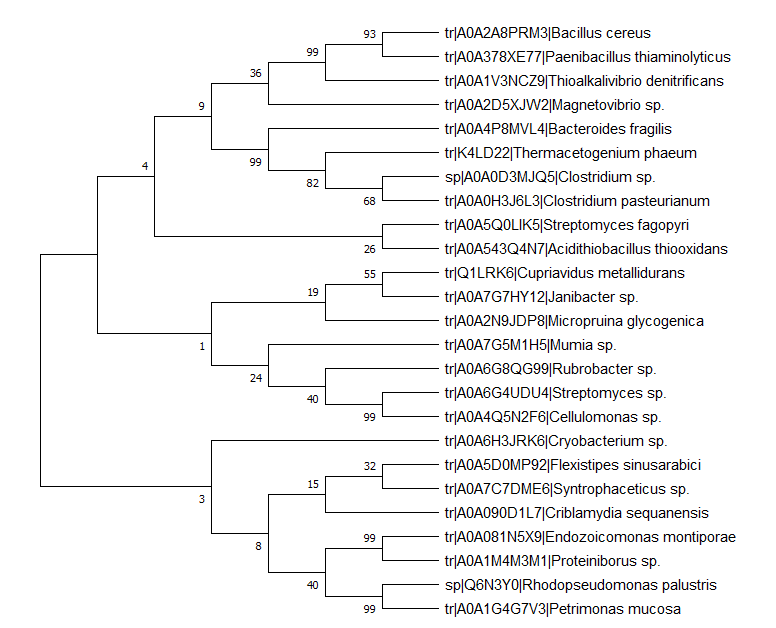 93
tr|A0A2A8PRM3|Bacillus cereus
99
tr|A0A378XE77|Paenibacillus thiaminolyticus
36
tr|A0A1V3NCZ9|Thioalkalivibrio denitrificans
9
tr|A0A2D5XJW2|Magnetovibrio sp.
tr|A0A4P8MVL4|Bacteroides fragilis
99
tr|K4LD22|Thermacetogenium phaeum
4
82
sp|A0A0D3MJQ5|Clostridium sp.
68
tr|A0A0H3J6L3|Clostridium pasteurianum
tr|A0A5Q0LIK5|Streptomyces fagopyri
26
tr|A0A543Q4N7|Acidithiobacillus thiooxidans
55
tr|Q1LRK6|Cupriavidus metallidurans
19
tr|A0A7G7HY12|Janibacter sp.
tr|A0A2N9JDP8|Micropruina glycogenica
1
tr|A0A7G5M1H5|Mumia sp.
24
tr|A0A6G8QG99|Rubrobacter sp.
40
tr|A0A6G4UDU4|Streptomyces sp.
99
tr|A0A4Q5N2F6|Cellulomonas sp.
tr|A0A6H3JRK6|Cryobacterium sp.
32
tr|A0A5D0MP92|Flexistipes sinusarabici
15
tr|A0A7C7DME6|Syntrophaceticus sp.
3
tr|A0A090D1L7|Criblamydia sequanensis
99
tr|A0A081N5X9|Endozoicomonas montiporae
8
tr|A0A1M4M3M1|Proteiniborus sp.
40
sp|Q6N3Y0|Rhodopseudomonas palustris
99
tr|A0A1G4G7V3|Petrimonas mucosa